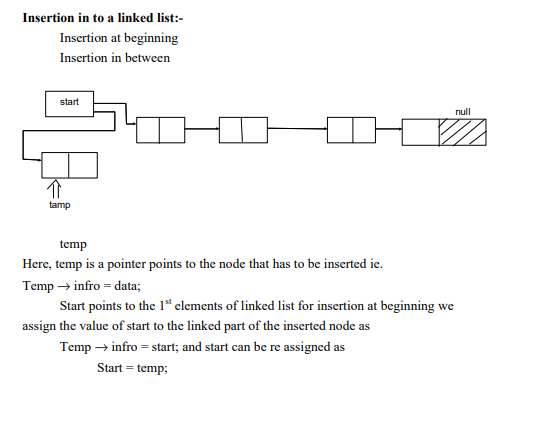 Insertion in to a linked list:-
Insertion at beginning
Insertion in between
start
null
tamp
temp
Here, temp is a pointer points to the node that has to be inserted ie.
Temp → infro = data;
Start points to the 1st elements of linked list for insertion at beginning we
assign the value of start to the linked part of the inserted node as
Temp → infro = start; and start can be re assigned as
Start = temp;